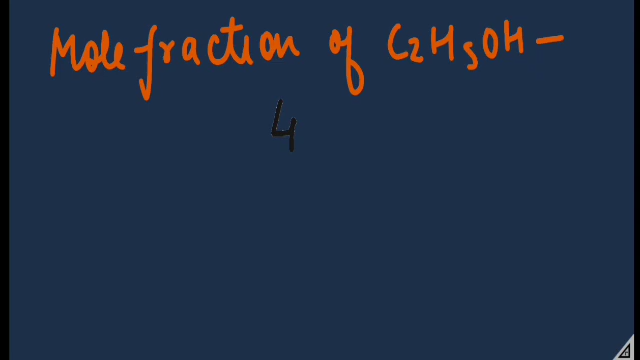 Mole fraction of C2H5OH —
4